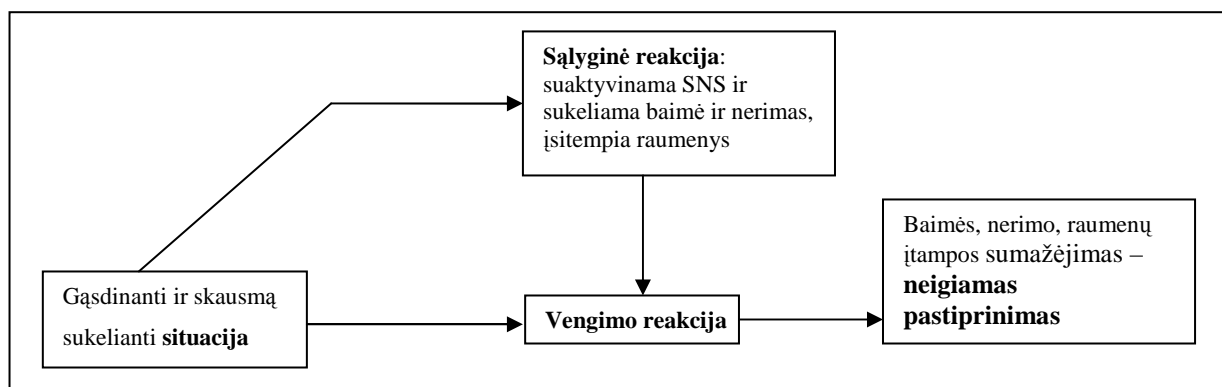 Sąlyginė reakcija:
suaktyvinama SNS ir
sukeliama baimė ir nerimas,
įsitempia raumenys
Gąsdinanti ir skausmą
sukelianti situacija
Vengimo reakcija
Baimės, nerimo, raumenų
įtampos sumažėjimas –
neigiamas
pastiprinimas